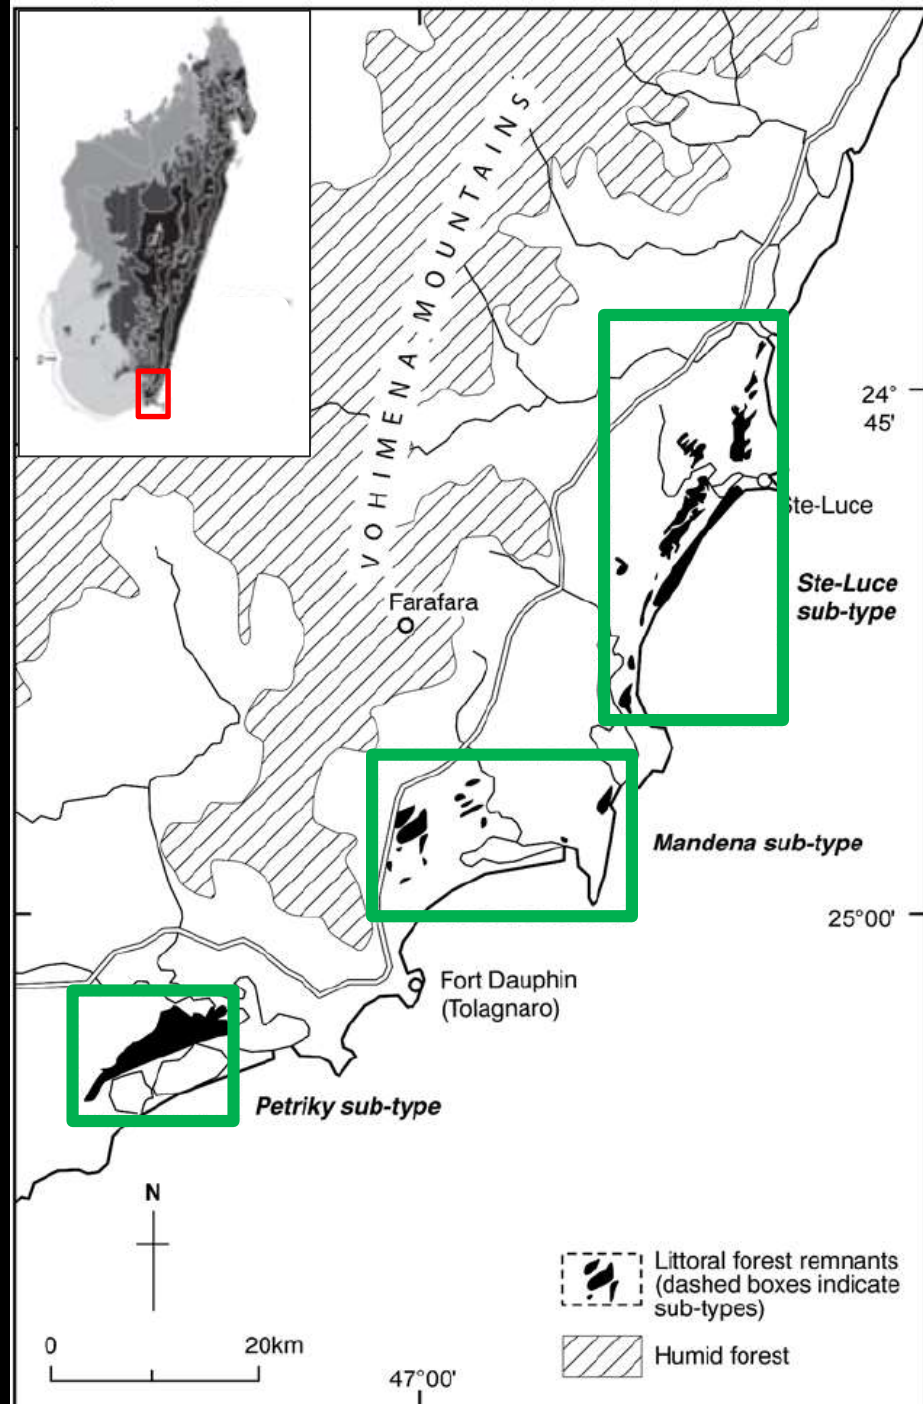 VOHIMENA MOUNTAINS
24°
45'
Ste-Luce
Ste-Luce
sub-type
Farafara
Mandena sub-type
25°00'
Fort Dauphin
(Tolagnaro)
Petriky sub-type
N
Littoral forest remnants
(dashed boxes indicate
sub-types)
0 20km
Humid forest
47°00'